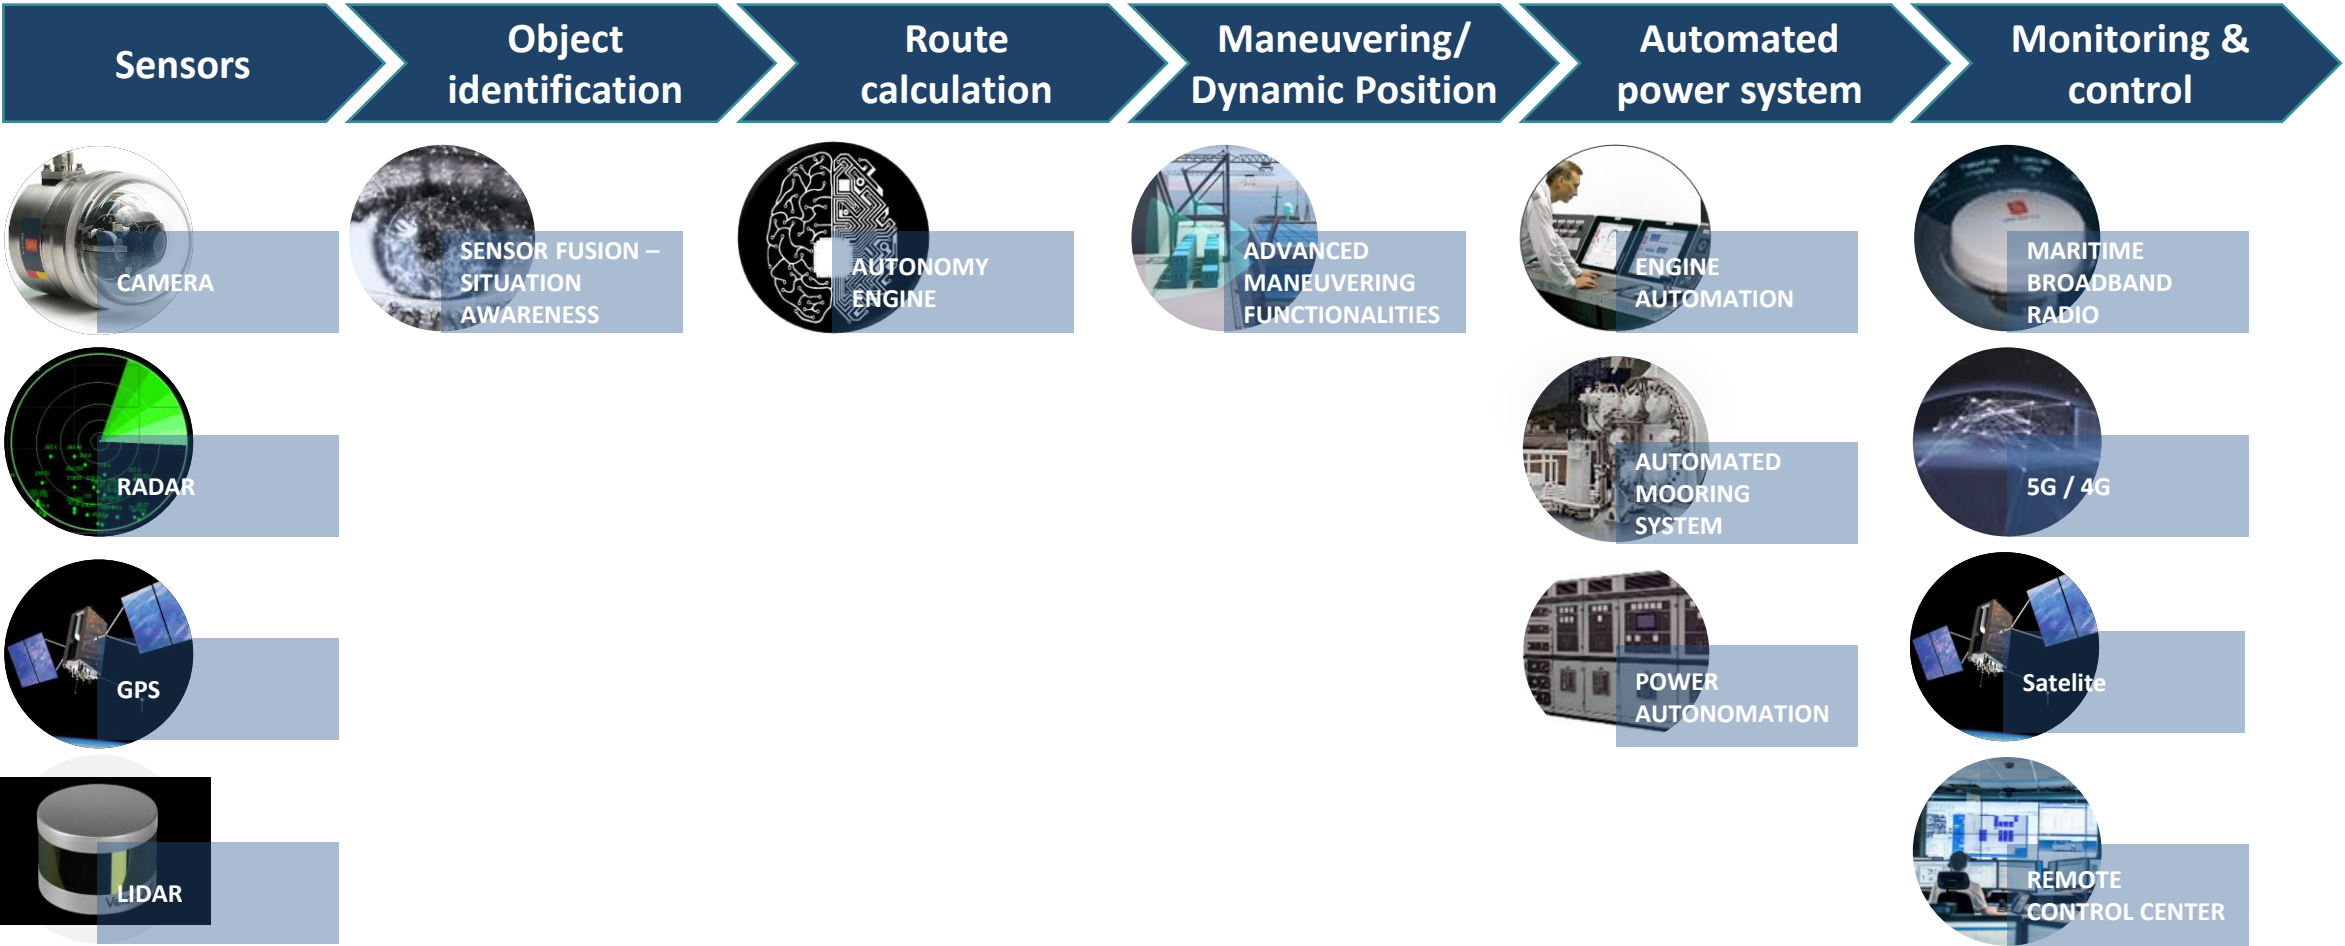 Sensors
Object
identification
Route
calculation
Maneuvering/
Dynamic Position
Automated
power system
Monitoring &
control
CAMERA
RADAR
GPS
LIDAR
SENSOR FUSION –
SITUATION
AWARENESS
AUTONOMY
ENGINE
ADVANCED
MANEUVERING
FUNCTIONALITIES
ENGINE
AUTOMATION
AUTOMATED
MOORING
SYSTEM
POWER
AUTONOMATION
MARITIME
BROADBAND
RADIO
5G / 4G
Satelite
REMOTE
CONTROL CENTER